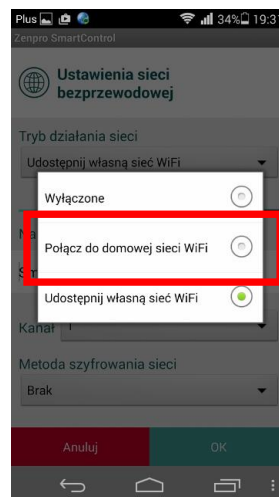 Plus 34% 19:37
Zenpro SmartControl
Ustawienia sieci
bezprzewodowej
Tryb działania sieci
Udostępnij własną sieć WiFi
Wyłączone
Połącz do domowej sieci WiFi
Udostępnij własną sieć WiFi
Kanał 1
Metoda szyfrowania sieci
Brak
Anuluj OK